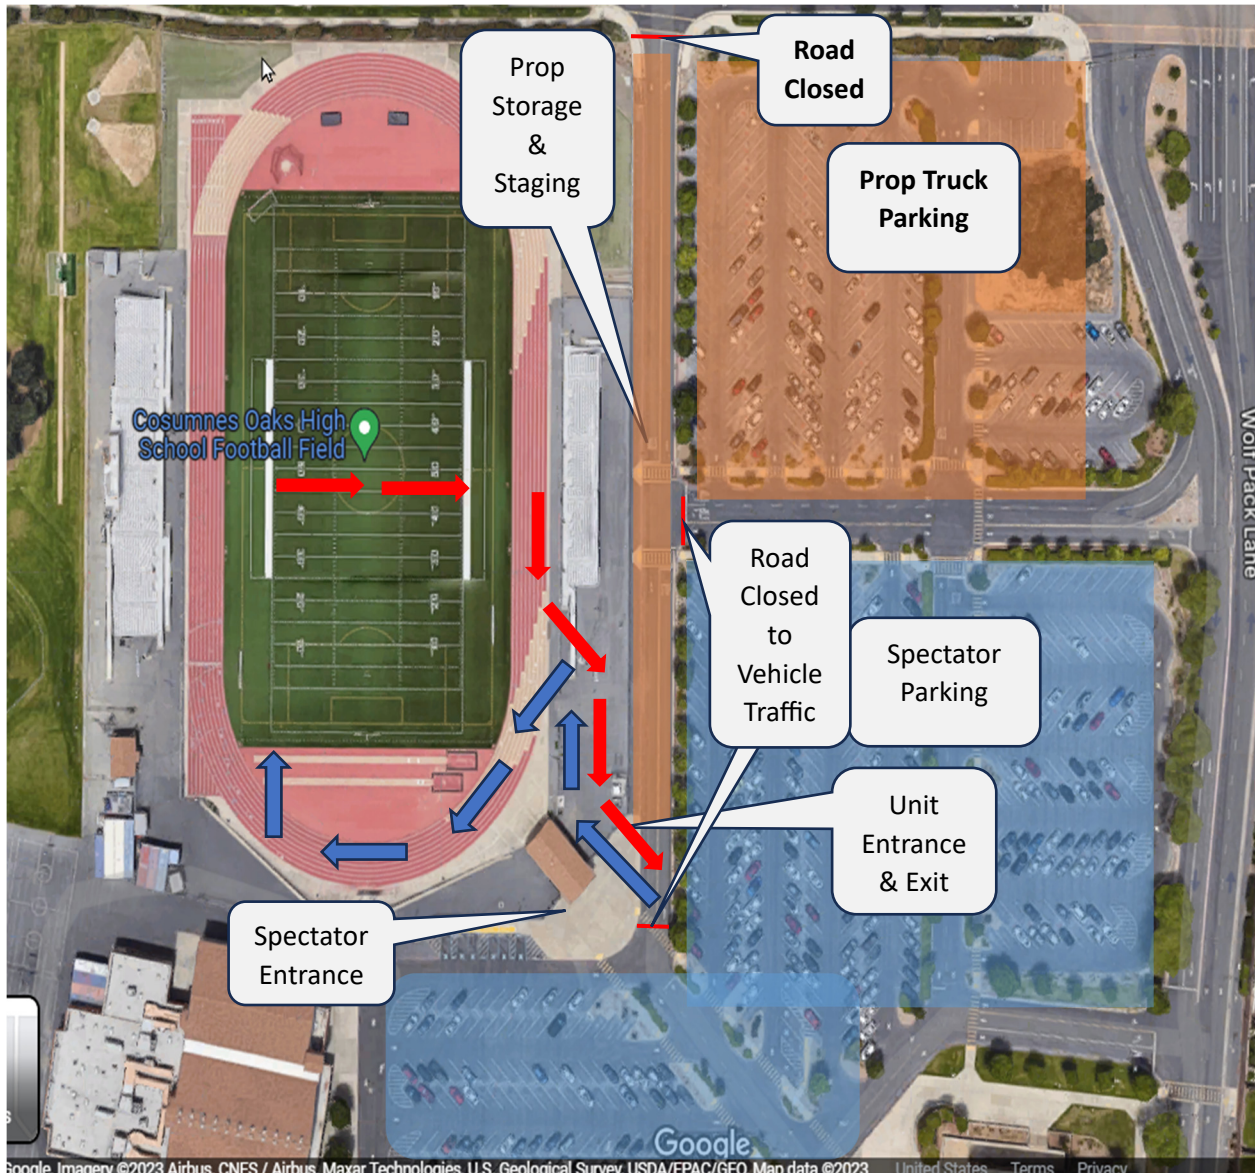 Road
Closed
Prop
Storage
&
Staging
Prop Truck
Parking
Cosumnes Oaks High
School Football Field
Wolf Pack Lane
Road
Closed
to
Vehicle
Traffic
Spectator
Parking
Unit
Entrance
& Exit
Spectator
Entrance
Google
Google, Imagery ©2023 Airbus, CNES / Airbus, Maxar Technologies, U.S. Geological Survey, USDA/FPAC/GEO, Map data ©2023
United States
Terms
Privacy